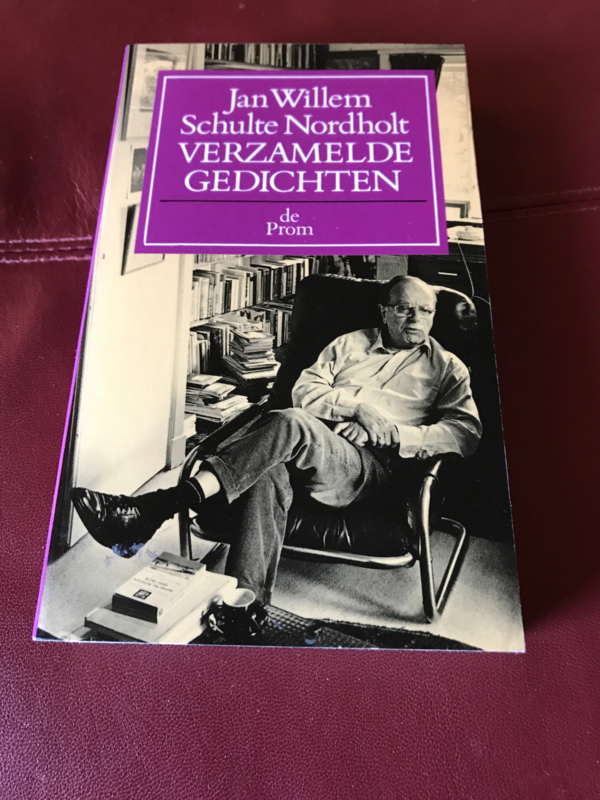 Jan Willem
Schulte Nordholt
VERZAMELDE
GEDICHTEN
de
Prom